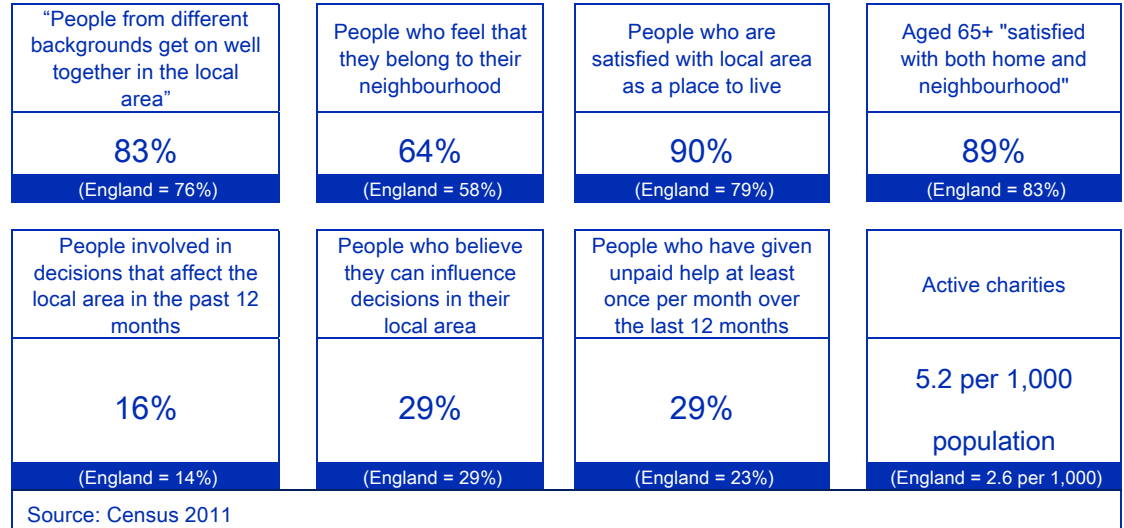 “People from different
backgrounds get on well
together in the local
area”
83%
(England = 76%)
People who feel that
they belong to their
neighbourhood
64%
(England = 58%)
People who are
satisfied with local area
as a place to live
90%
(England = 79%)
Aged 65+ "satisfied
with both home and
neighbourhood"
89%
(England = 83%)
People involved in
decisions that affect the
local area in the past 12
months
16%
(England = 14%)
People who believe
they can influence
decisions in their
local area
29%
(England = 29%)
People who have given
unpaid help at least
once per month over
the last 12 months
29%
(England = 23%)
Active charities
5.2 per 1,000
population
(England = 2.6 per 1,000)
Source: Census 2011